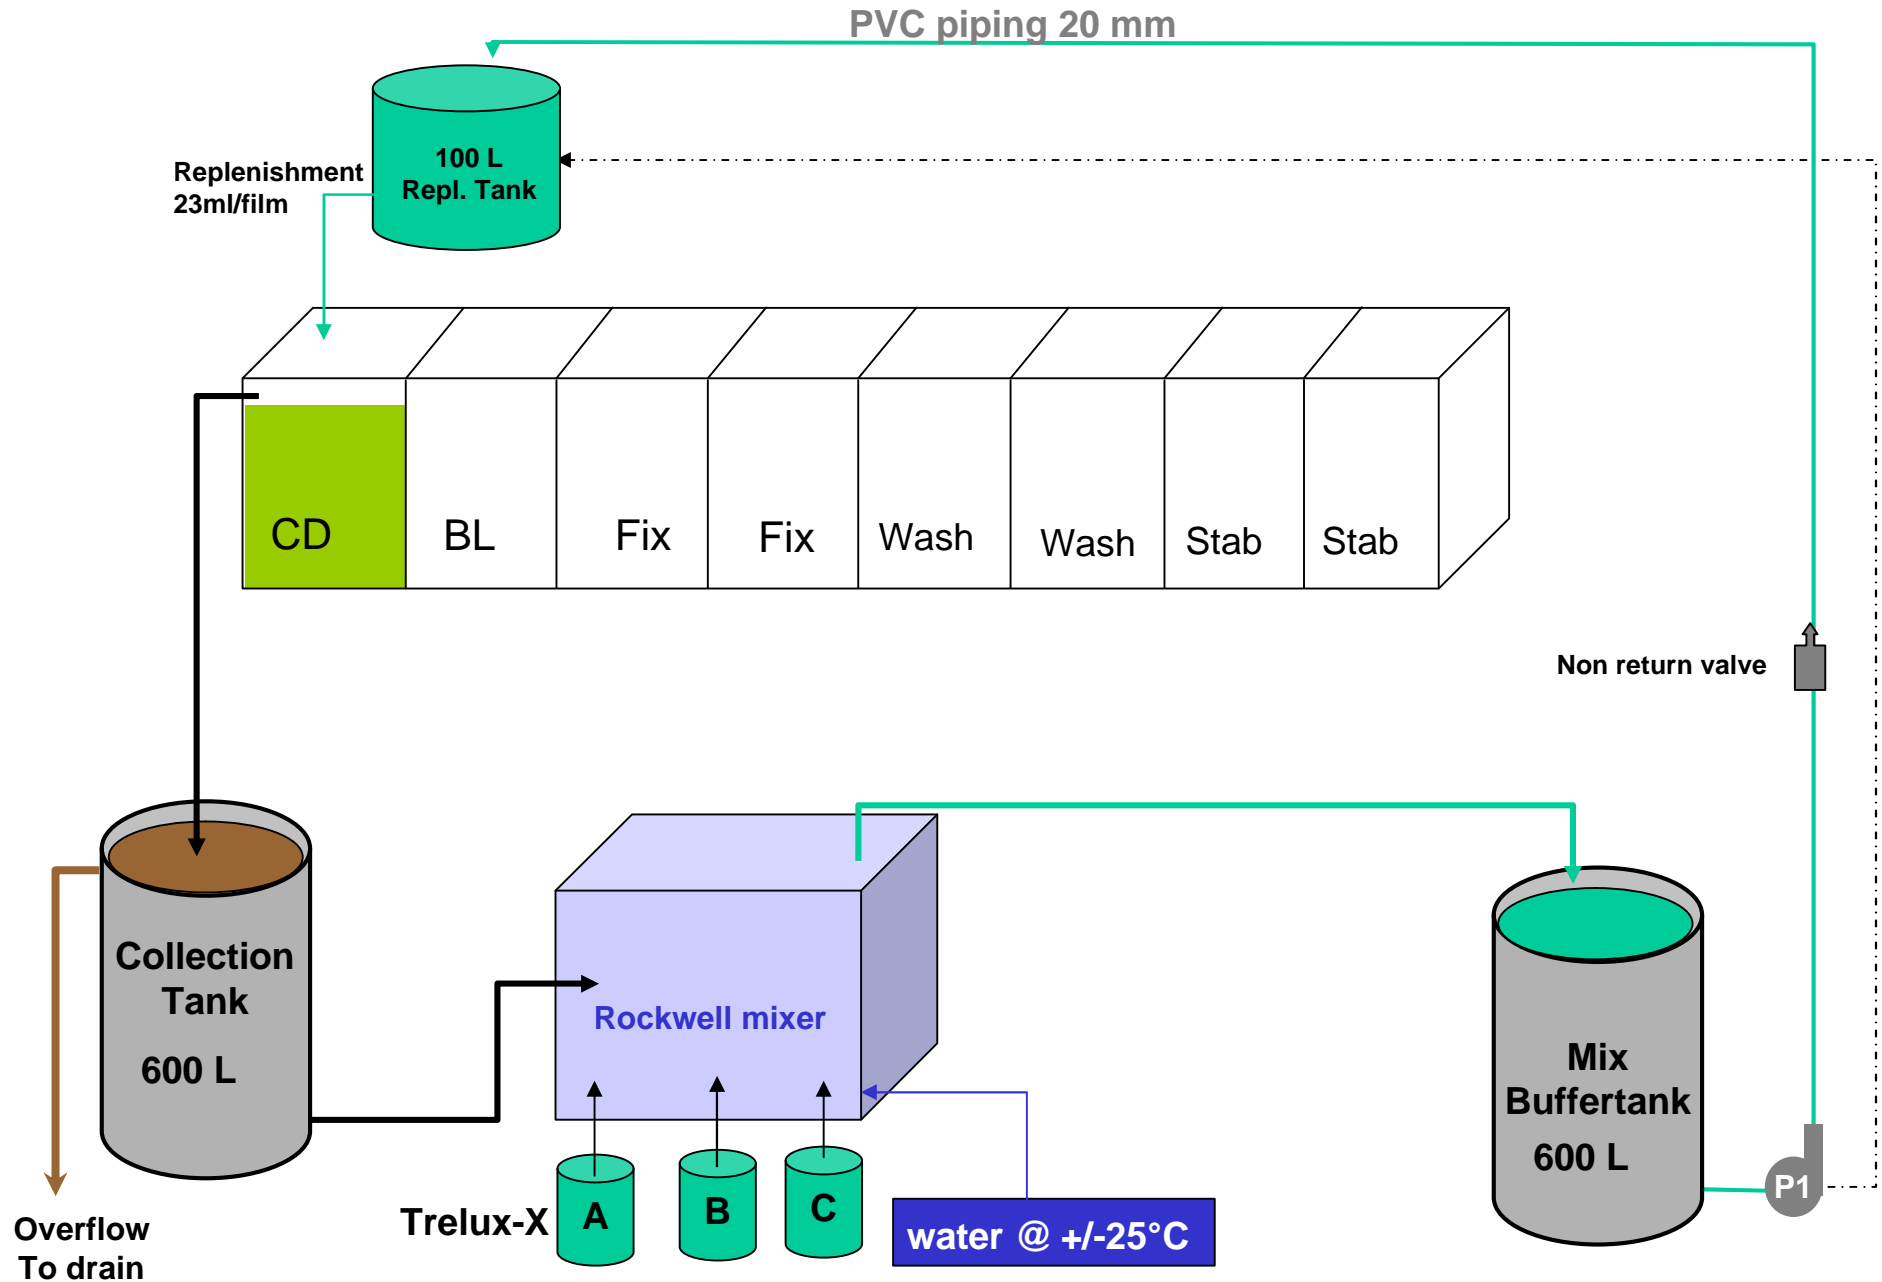 PVC piping 20 mm
100 L
Repl. Tank
Replenishment
23ml/film
CD
BL
Fix
Fix
Wash
Wash
Stab
Stab
Non return valve
Collection
Tank
600 L
Rockwell mixer
Mix
Buffertank
600 L
P1
Trelux-X
A
B
C
water @ +/-25°C
Overflow
To drain